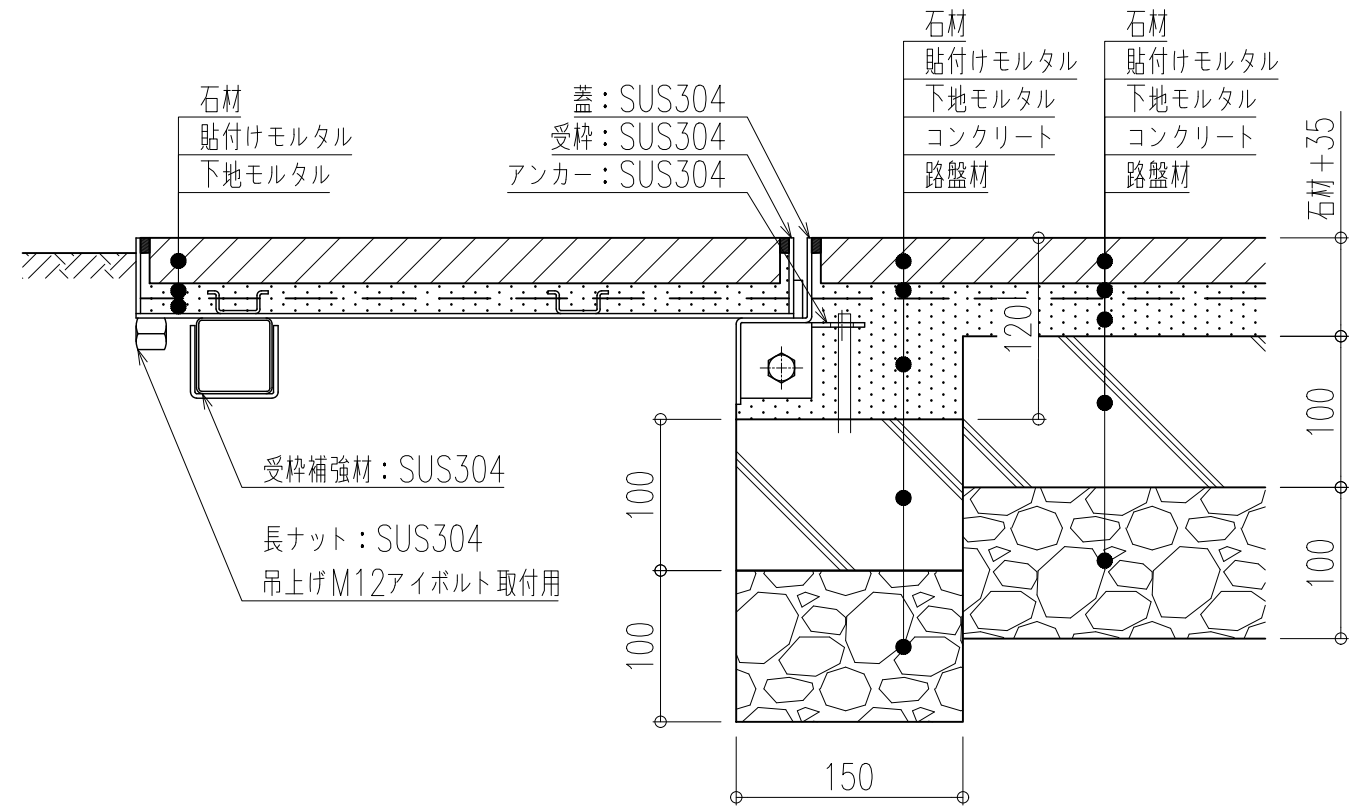 石材
貼付けモルタル
下地モルタル
蓋：SUS304
受枠：SUS304
アンカー：SUS304
石材
貼付けモルタル
下地モルタル
コンクリート
路盤材
石材
貼付けモルタル
下地モルタル
コンクリート
路盤材
石材＋35
120
100
100
100
100
150
受枠補強材：SUS304
長ナット：SUS304
吊上げM12アイボルト取付用